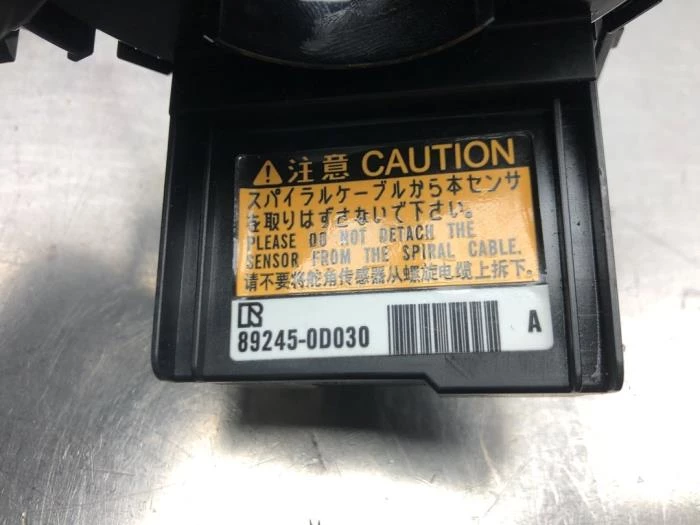 注意 CAUTION
スパイラルケーブルから本センサ
を取りはずさないで下さい。
PLEASE DO NOT DETACH THE
SENSOR FROM THE SPIRAL CABLE.
请不要将舵角传感器从螺旋电缆上拆下。
89245-0D030
A